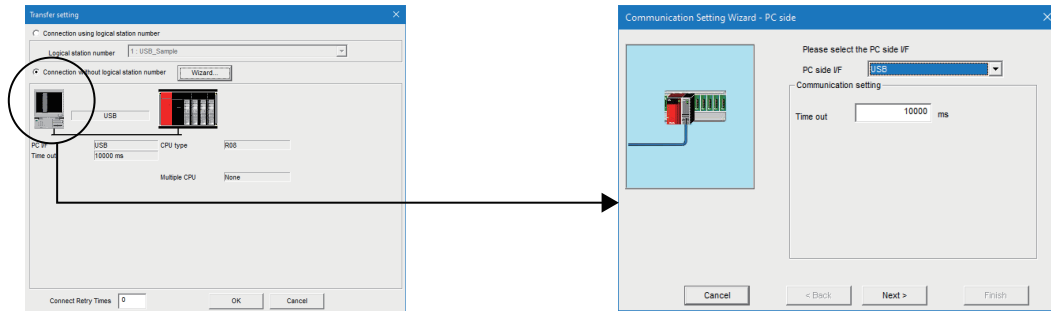 Transfer setting
Connection using logical station number
Logical station number 1 : USB_Sample
Connection without logical station number Wizard...
USB
PC I/F USB CPU type R08
Time out 10000 ms
Multiple CPU None
Connect Retry Times 0 OK Cancel
Communication Setting Wizard - PC side
Please select the PC side I/F
PC side I/F USB
Communication setting
Time out 10000 ms
Cancel < Back Next > Finish